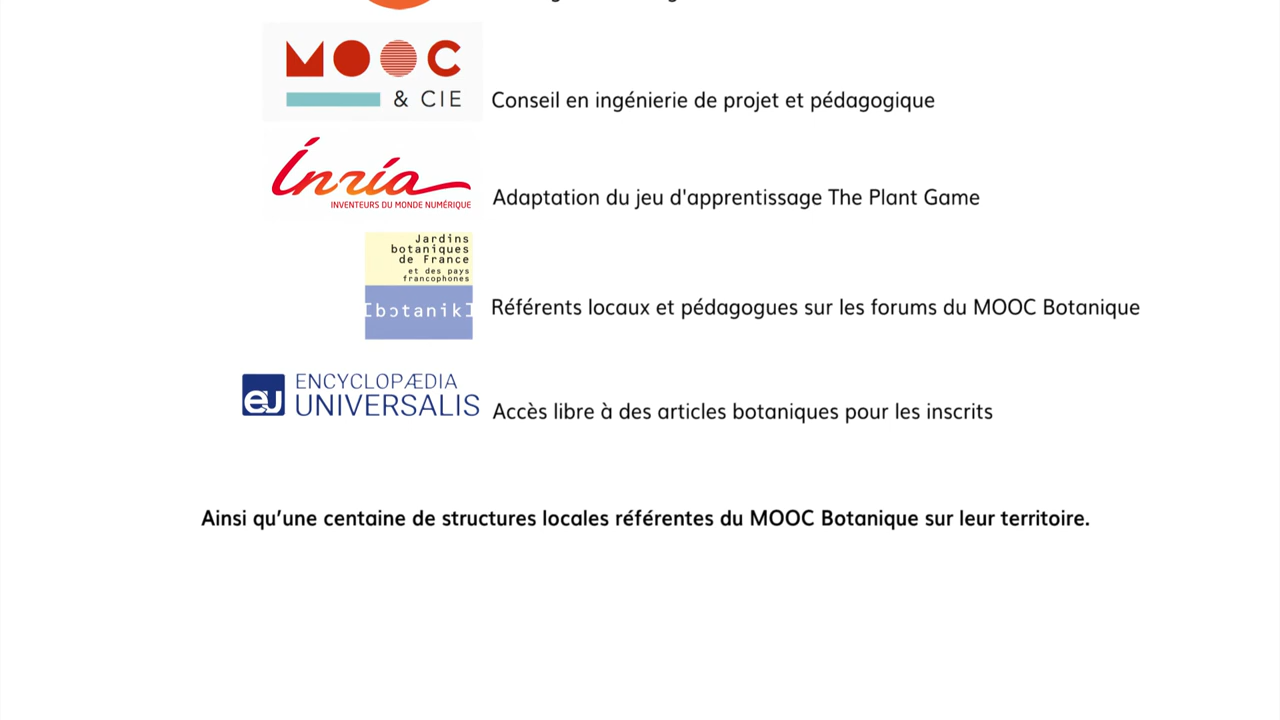 MOOC
& CIE
Conseil en ingénierie de projet et pédagogique
Inria
INVENTEURS DU MONDE NUMÉRIQUE
Adaptation du jeu d'apprentissage The Plant Game
Jardins
botaniques
de France
et des pays
francophones
[botanik]
Référents locaux et pédagogues sur les forums du MOOC Botanique
eu
ENCYCLOPÆDIA
UNIVERSALIS
Accès libre à des articles botaniques pour les inscrits
Ainsi qu’une centaine de structures locales référentes du MOOC Botanique sur leur territoire.